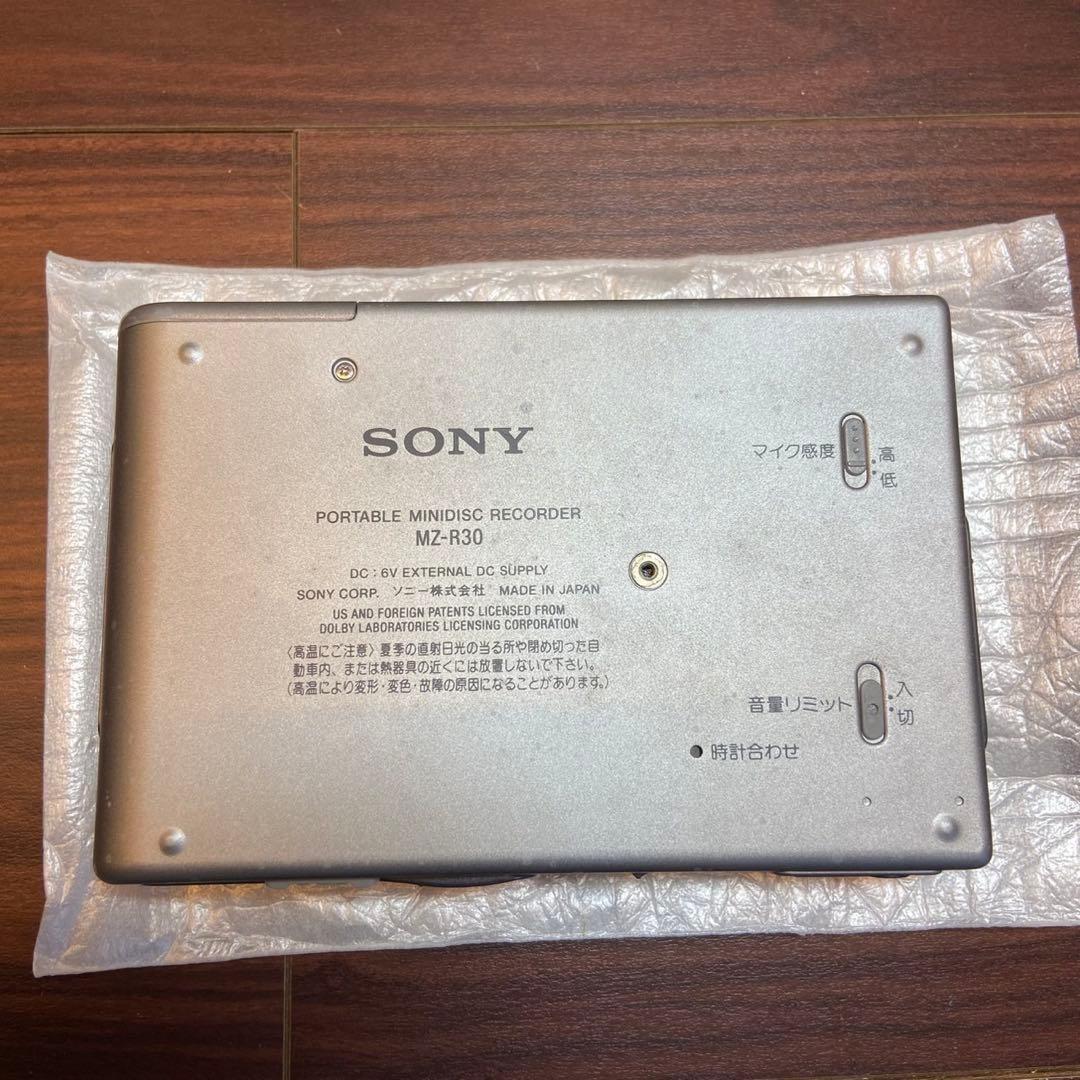 SONY
PORTABLE MINIDISC RECORDER
MZ-R30
DC : 6V EXTERNAL DC SUPPLY
SONY CORP. ソニー株式会社 MADE IN JAPAN
US AND FOREIGN PATENTS LICENSED FROM
DOLBY LABORATORIES LICENSING CORPORATION
〈高温にご注意〉夏季の直射日光の当る所や閉め切った自
動車内、または熱器具の近くには放置しないで下さい。
(高温により変形・変色・故障の原因になることがあります。)
マイク感度
高
低
音量リミット
入
切
時計合わせ